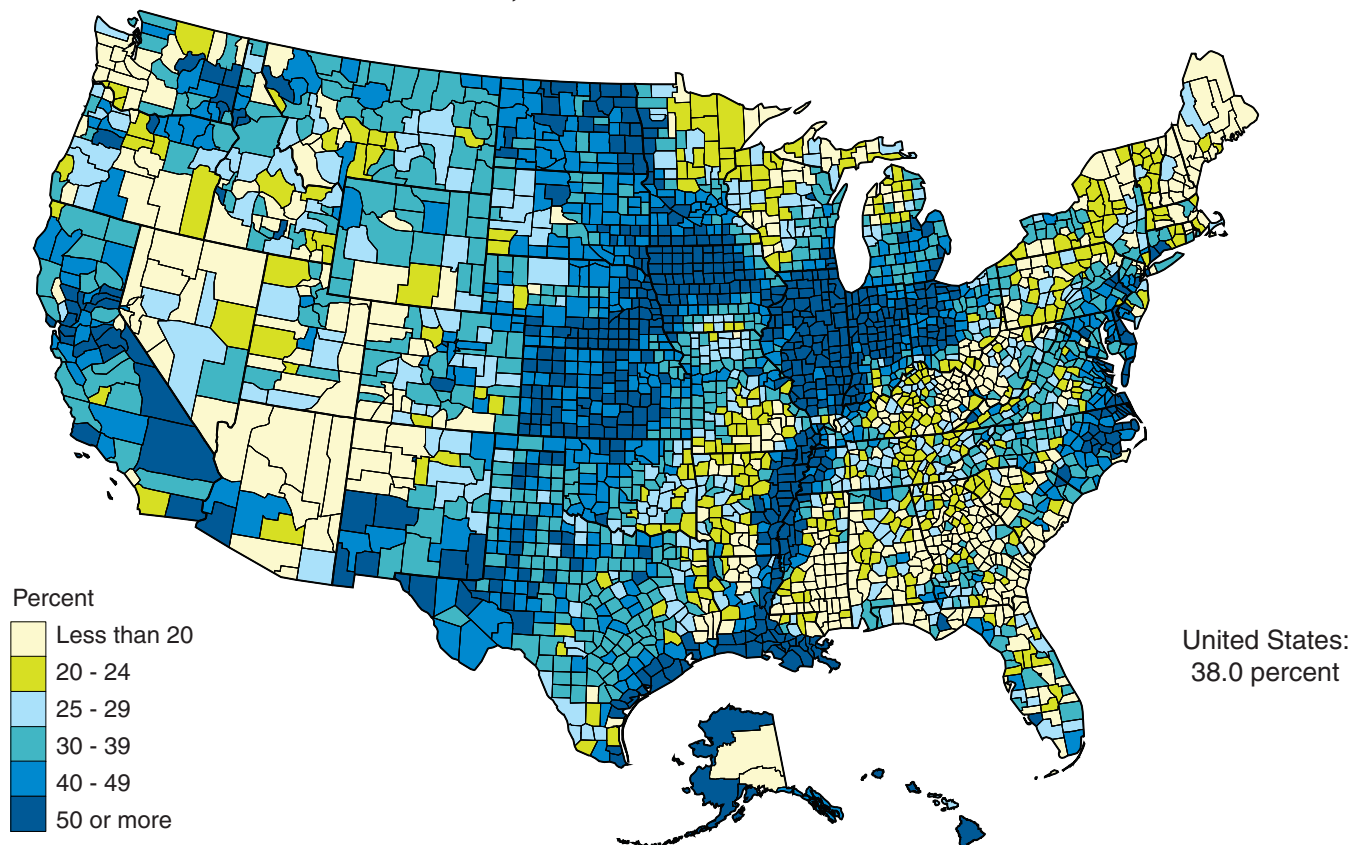 Percent
Less than 20
20 - 24
25 - 29
30 - 39
40 - 49
50 or more
United States:
38.0 percent